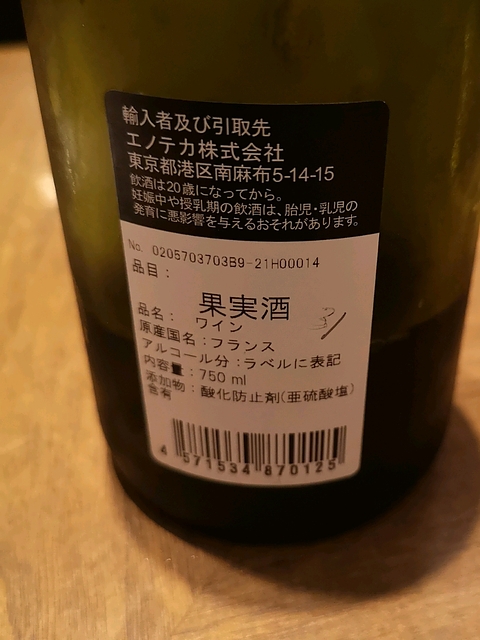 輸入者及び引取先
エノテカ株式会社
東京都港区南麻布5-14-15
飲酒は20歳になってから。
妊娠中や授乳期の飲酒は、胎児・乳児の
発育に悪影響を与えるおそれがあります。
No. 0205703703B9-21H00014
品目：
果実酒
品名： ワイン
原産国名：フランス
アルコール分：ラベルに表記
内容量：750 ml
添加物含有：酸化防止剤(亜硫酸塩)
4 571534 870125